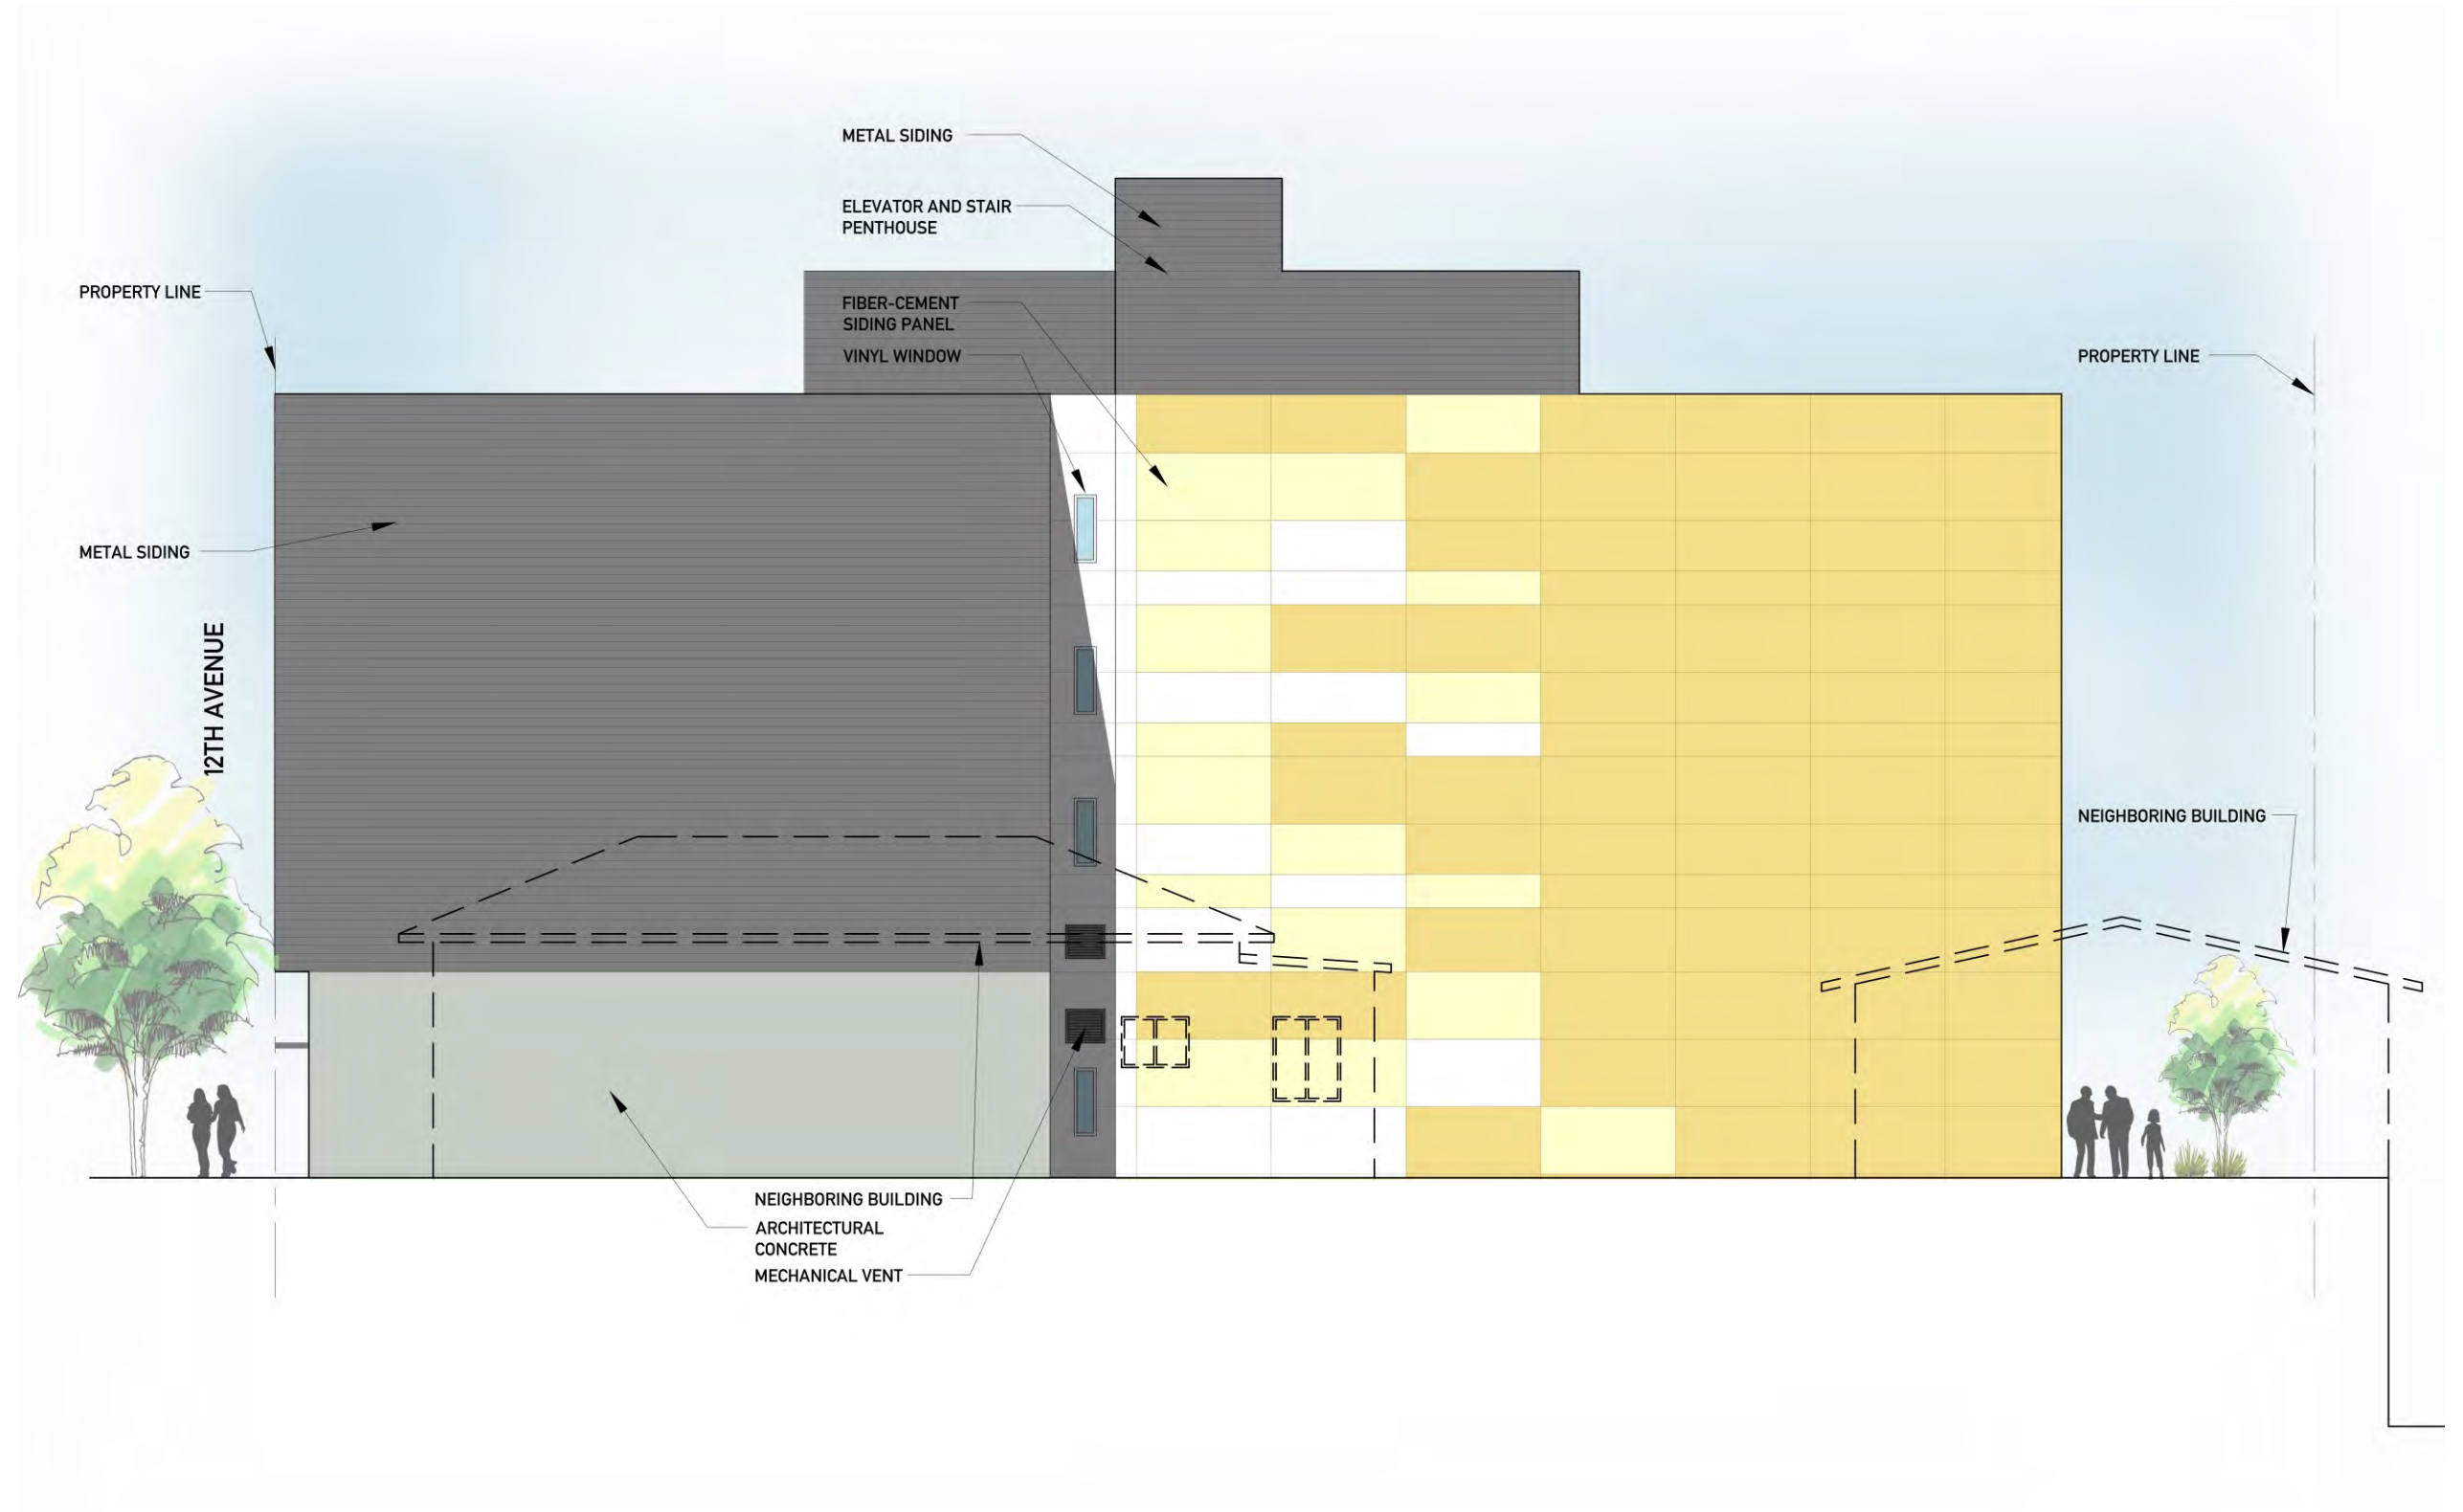 METAL SIDING
ELEVATOR AND STAIR
PENTHOUSE
PROPERTY LINE
FIBER-CEMENT
SIDING PANEL
VINYL WINDOW
PROPERTY LINE
METAL SIDING
12TH AVENUE
NEIGHBORING BUILDING
NEIGHBORING BUILDING
ARCHITECTURAL
CONCRETE
MECHANICAL VENT